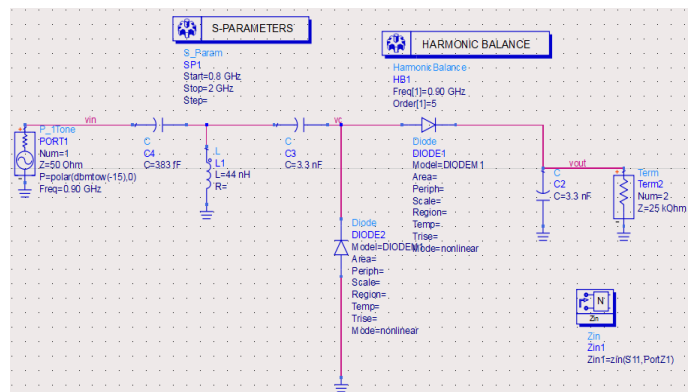 S-PARAMETERS
S_Param
SP1
Start=0.8 GHz
Stop=2 GHz
Step=
HARMONIC BALANCE
HarmonicBalance
HB1
Freq[1]=0.90 GHz
Order[1]=5
vin
P_1Tone
PORT1
Num=1
Z=50 Ohm
P=polar(dbmtow(-15),0)
Freq=0.90 GHz
C
C4
C=383 fF
L
L1
L=44 nH
R=
C
C3
C=3.3 nF
vc
Diode
DIODE1
Model=DIODEM1
Area=
Periph=
Scale=
Region=
Temp=
Trise=
Mode=nonlinear
Diode
DIODE2
Model=DIODEM1
Area=
Periph=
Scale=
Region=
Temp=
Trise=
Mode=nonlinear
C
C2
C=3.3 nF
vout
Term
Term2
Num=2
Z=25 kOhm
N
Zin
Zin
Zin1
Zin1=zin(S11,PortZ1)